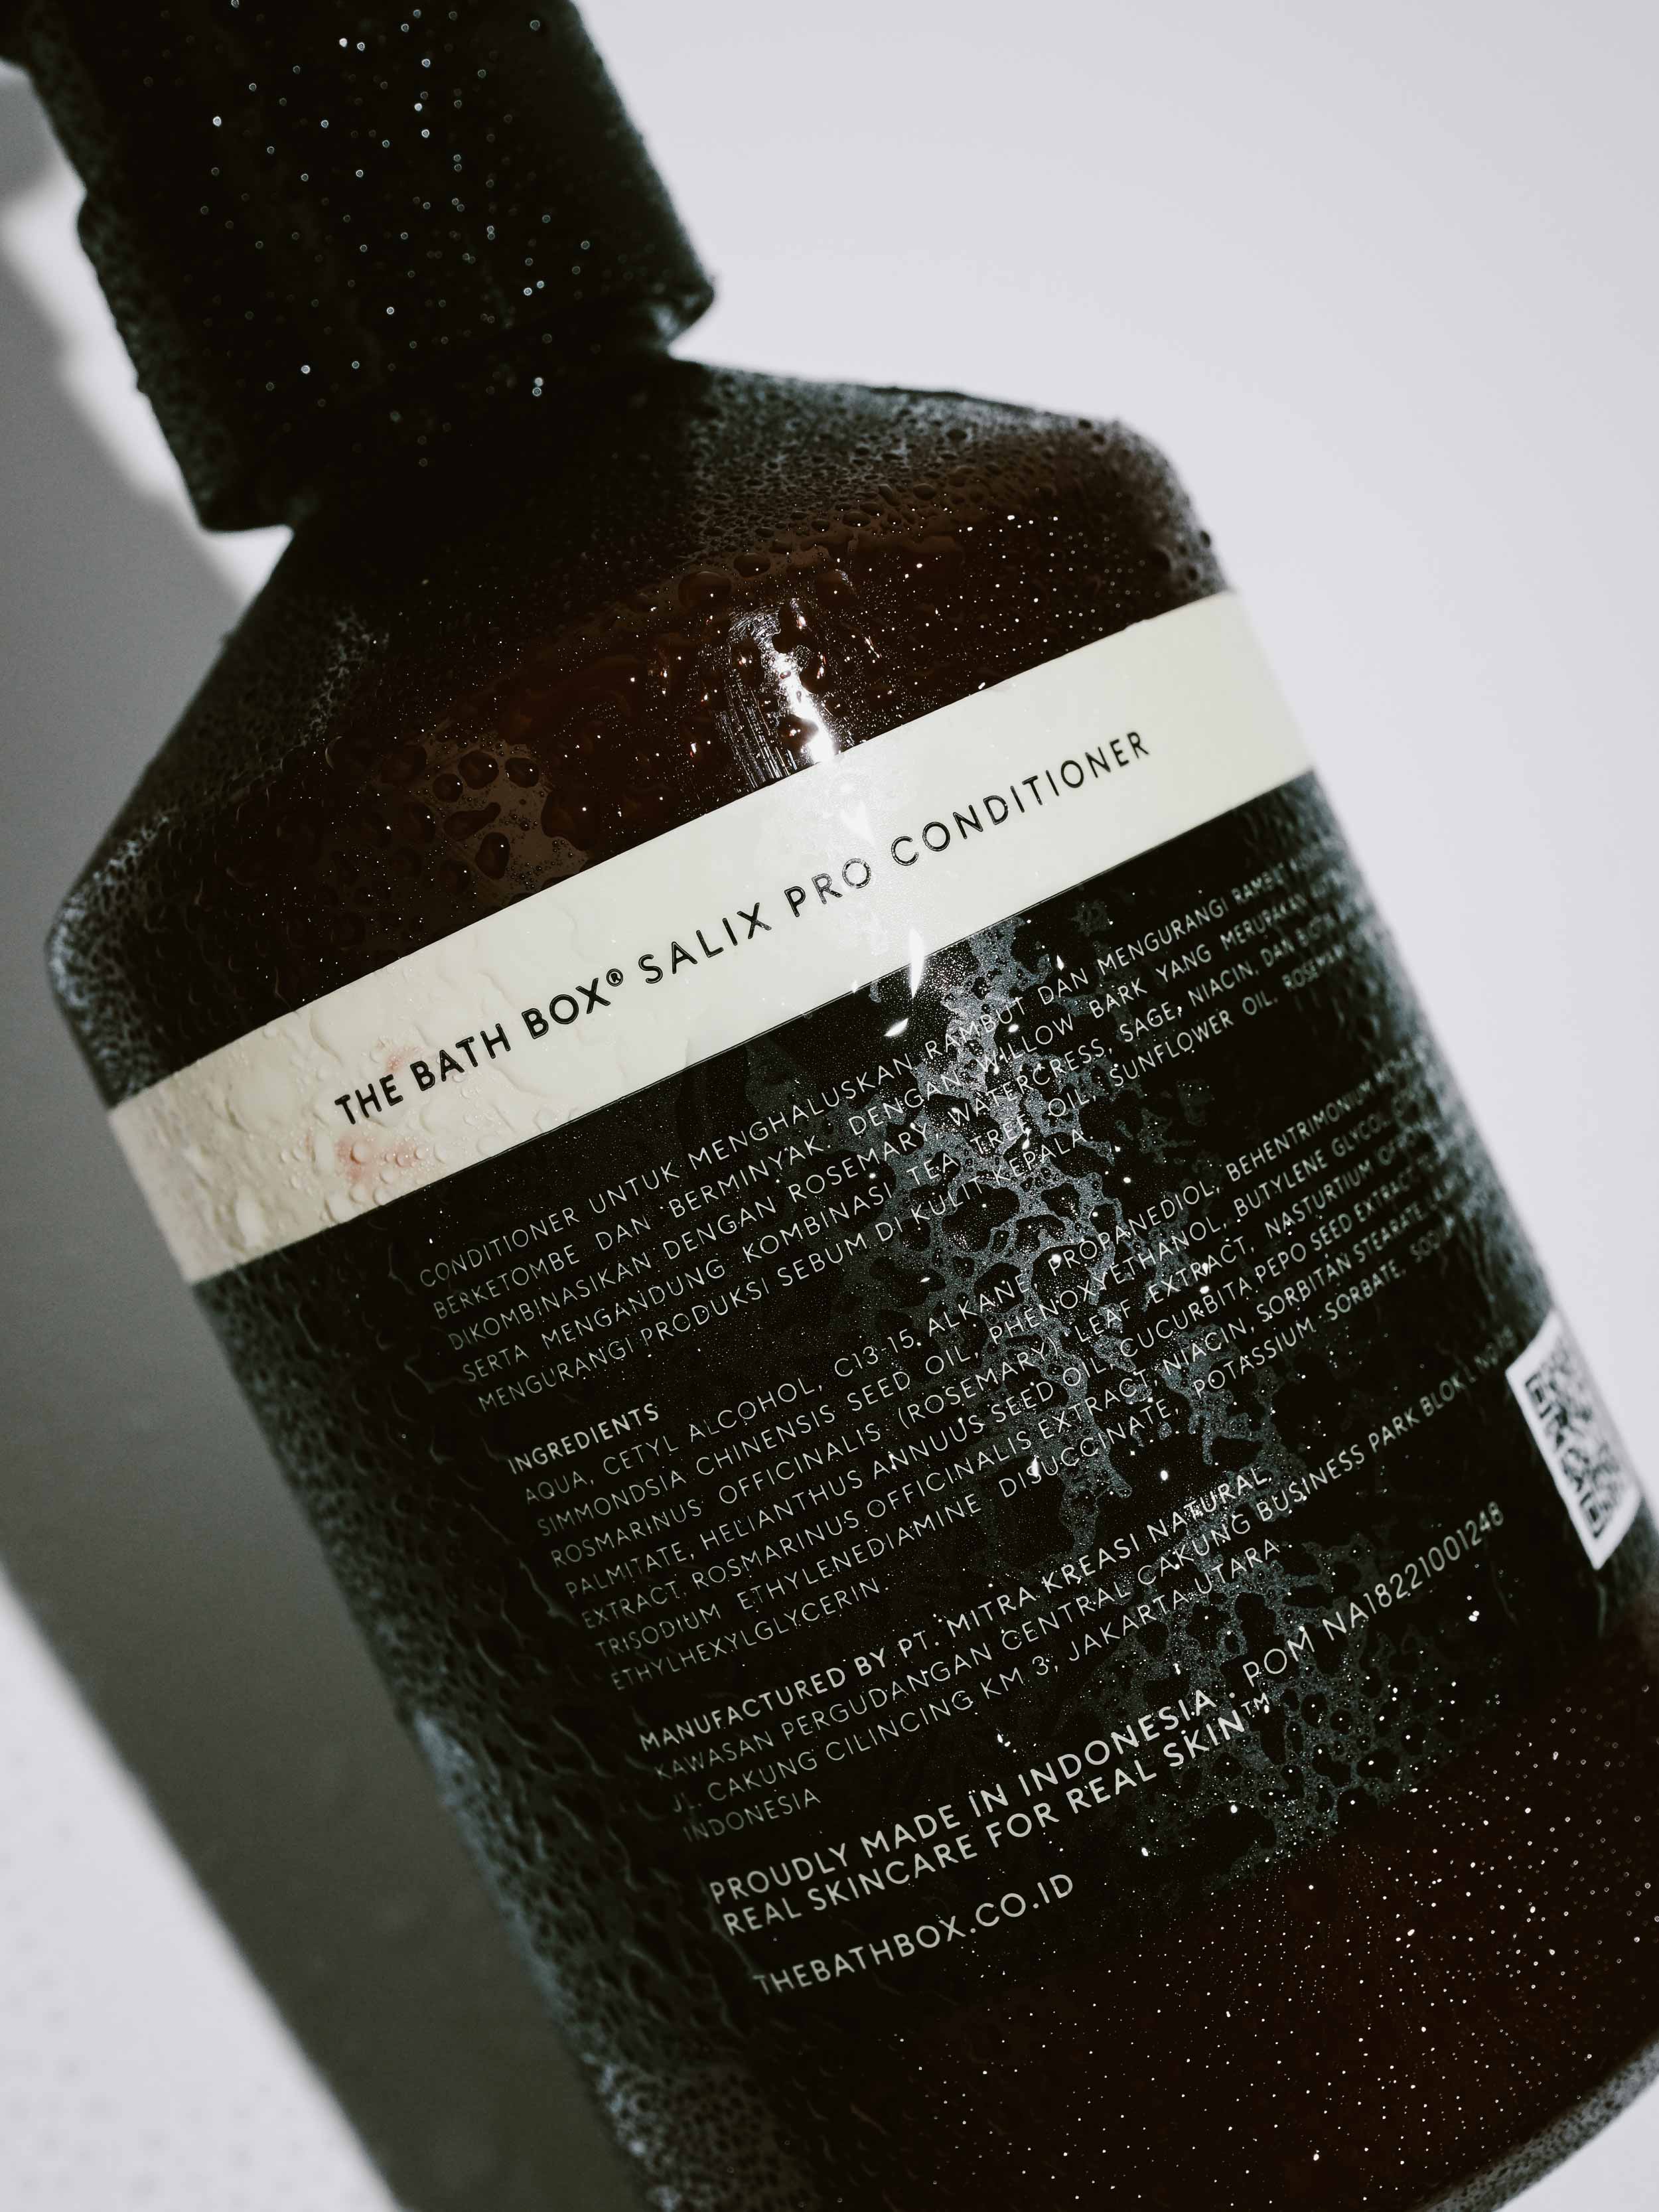 THE BATH BOX® SALIX PRO CONDITIONER
CONDITIONER UNTUK MENGHALUSKAN RAMBUT DAN MENGURANGI RAMBUT
BERKETOMBE DAN BERMINYAK. DENGAN WILLOW BARK YANG MERUPAKAN
DIKOMBINASIKAN DENGAN ROSEMARY, WATERCRESS, SAGE, NIACIN, DAN
SERTA MENGANDUNG KOMBINASI TEA TREE OIL, SUNFLOWER OIL,
MENGURANGI PRODUKSI SEBUM DI KULIT KEPALA.
INGREDIENTS
AQUA, CETYL ALCOHOL, C13-15 ALKANE, PROPANEDIOL, BEHENTRIMONIUM
SIMMONDSIA CHINENSIS SEED OIL, PHENOXYETHANOL, BUTYLENE GLYCOL,
ROSMARINUS OFFICINALIS (ROSEMARY) LEAF EXTRACT, NASTURTIUM
PALMITATE, HELIANTHUS ANNUUS SEED OIL, CUCURBITA PEPO SEED EXTRACT,
EXTRACT, ROSMARINUS OFFICINALIS EXTRACT, NIACIN, SORBITAN STEARATE,
TRISODIUM ETHYLENEDIAMINE DISUCCINATE, POTASSIUM SORBATE,
ETHYLHEXYLGLYCERIN.
MANUFACTURED BY PT. MITRA KREASI NATURAL
KAWASAN PERGUDANGAN CENTRAL CAKUNG BUSINESS PARK BLOK
JL. CAKUNG CILINCING KM 3, JAKARTA UTARA
INDONESIA
PROUDLY MADE IN INDONESIA · POM NA18221001248
REAL SKINCARE FOR REAL SKIN™
THEBATHBOX.CO.ID